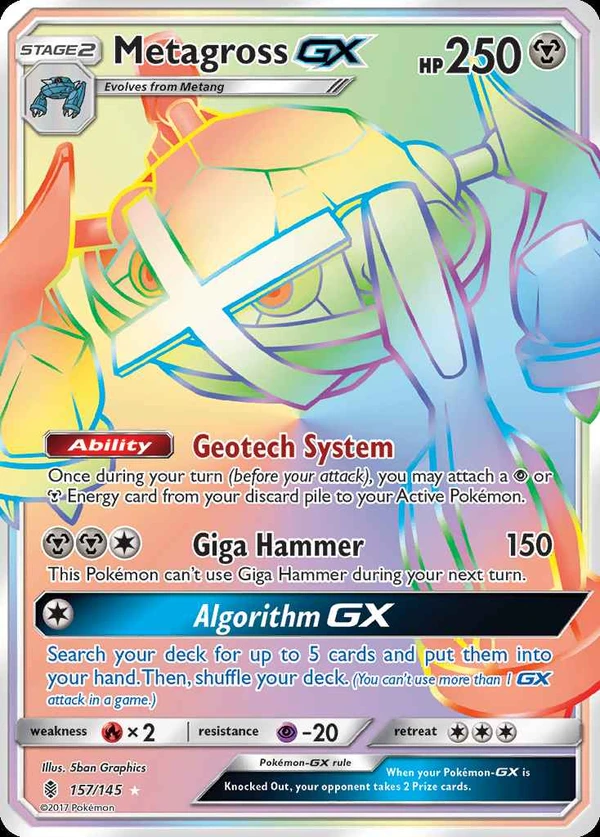 STAGE2 Metagross GX HP250
Evolves from Metang
Ability Geotech System
Once during your turn (before your attack), you may attach a or
Energy card from your discard pile to your Active Pokémon.
Giga Hammer 150
This Pokémon can't use Giga Hammer during your next turn.
Algorithm GX
Search your deck for up to 5 cards and put them into
your hand. Then, shuffle your deck. (You can't use more than 1 GX
attack in a game.)
weakness ×2 resistance -20 retreat
Illus. 5ban Graphics
157/145
©2017 Pokémon
Pokémon-GX rule
When your Pokémon-GX is
Knocked Out, your opponent takes 2 Prize cards.